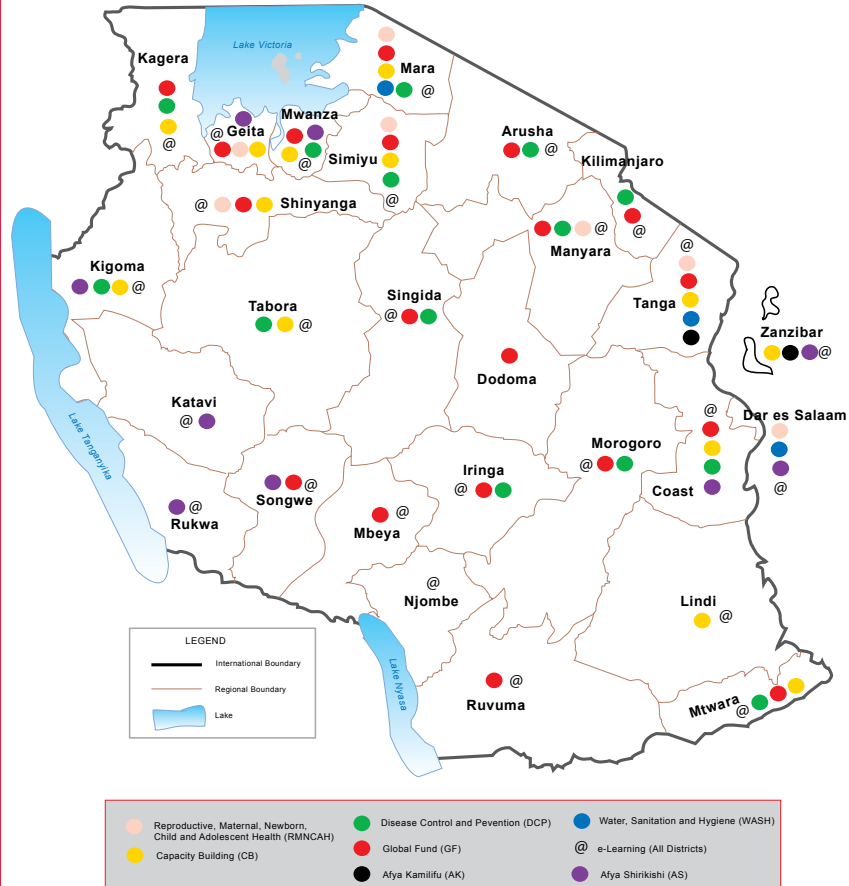 Lake Victoria
Kagera
Mara
@
Mwanza
@
Geita
@
@
Simiyu
@
Arusha
@
Kilimanjaro
@
@
Shinyanga
@
Manyara
@
Kigoma
@
Tabora
@
Singida
@
Tanga
Zanzibar
@
Dodoma
Katavi
@
Lake Tanganyika
@
Dar es Salaam
@
Morogoro
@
Coast
Iringa
@
@
Songwe
@
Rukwa
@
Mbeya
@
Njombe
Lindi
@
Lake Nyasa
@
Ruvuma
Mtwara
@
LEGEND
International Boundary
Regional Boundary
Lake
Reproductive, Maternal, Newborn,
Child and Adolescent Health (RMNCAH)
Capacity Building (CB)
Disease Control and Pevention (DCP)
Global Fund (GF)
Afya Kamilifu (AK)
Water, Sanitation and Hygiene (WASH)
@ e-Learning (All Districts)
Afya Shirikishi (AS)